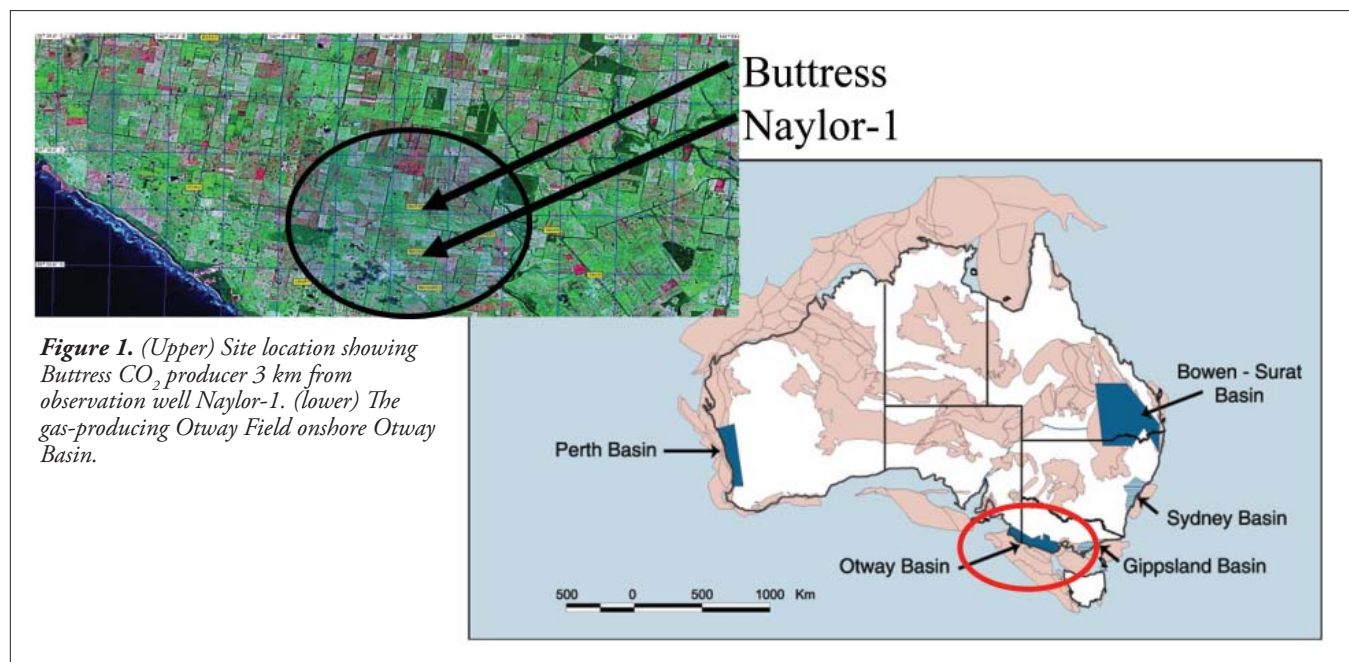 Buttress
Naylor-1
Figure 1. (Upper) Site location showing
Buttress CO₂ producer 3 km from
observation well Naylor-1. (lower) The
gas-producing Otway Field onshore Otway
Basin.
Bowen - Surat
Basin
Perth Basin
Sydney Basin
Otway Basin
Gippsland Basin
500 0 500 1000 Km